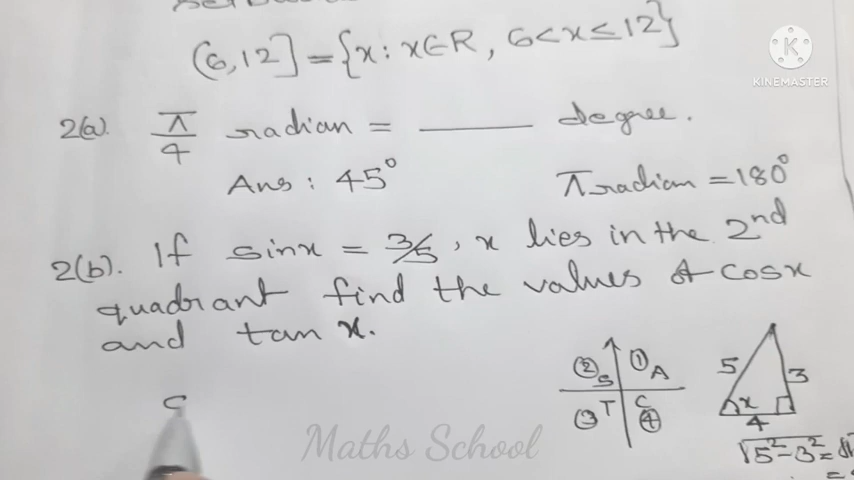 (6,12] = {x : x∈R, 6<x≤12}
KINEMASTER
2(a). π/4 radian = ______ degree.
Ans : 45°
π radian = 180°
2(b). If sinx = 3/5, x lies in the 2nd
quadrant find the values of cosx
and tan x.
② S ① A
③ T C ④
5 3
x
4
√5²-3² =
Maths School